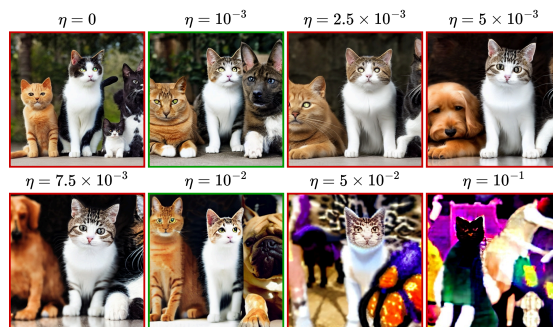 η = 0
η = 10⁻³
η = 2.5 × 10⁻³
η = 5 × 10⁻³
η = 7.5 × 10⁻³
η = 10⁻²
η = 5 × 10⁻²
η = 10⁻¹